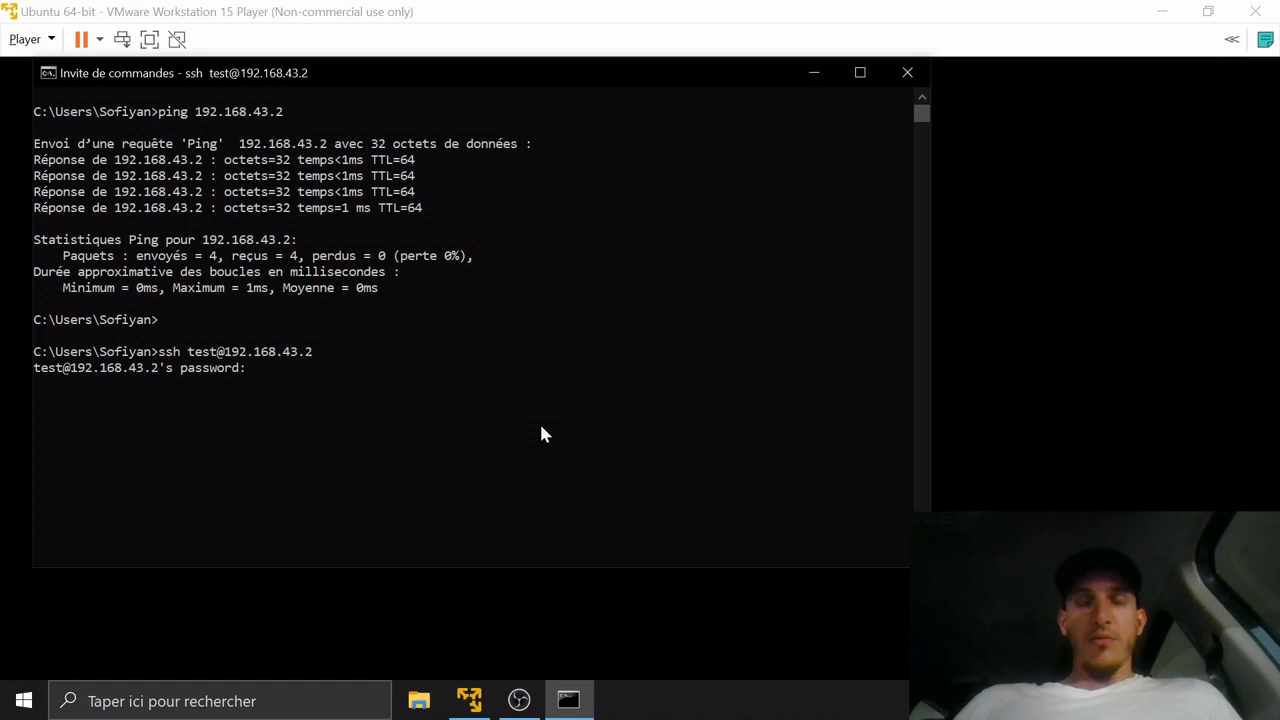 Ubuntu 64-bit - VMware Workstation 15 Player (Non-commercial use only)
Player
Invite de commandes - ssh test@192.168.43.2
C:\Users\Sofiyan>ping 192.168.43.2
Envoi d’une requête 'Ping'  192.168.43.2 avec 32 octets de données :
Réponse de 192.168.43.2 : octets=32 temps<1ms TTL=64
Réponse de 192.168.43.2 : octets=32 temps<1ms TTL=64
Réponse de 192.168.43.2 : octets=32 temps<1ms TTL=64
Réponse de 192.168.43.2 : octets=32 temps=1 ms TTL=64
Statistiques Ping pour 192.168.43.2:
Paquets : envoyés = 4, reçus = 4, perdus = 0 (perte 0%),
Durée approximative des boucles en millisecondes :
Minimum = 0ms, Maximum = 1ms, Moyenne = 0ms
C:\Users\Sofiyan>
C:\Users\Sofiyan>ssh test@192.168.43.2
test@192.168.43.2's password:
Taper ici pour rechercher